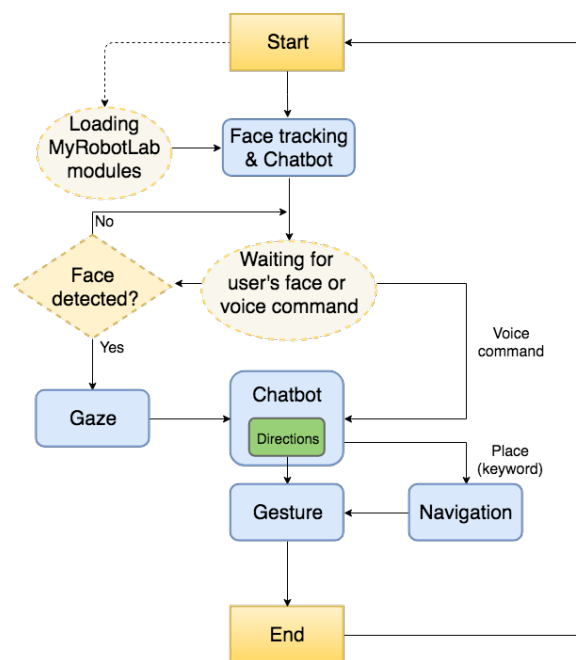 Start
Loading
MyRobotLab
modules
Face tracking
& Chatbot
No
Waiting for
user's face or
voice command
Face
detected?
Voice
command
Yes
Chatbot
Gaze
Directions
Place
(keyword)
Gesture
Navigation
End